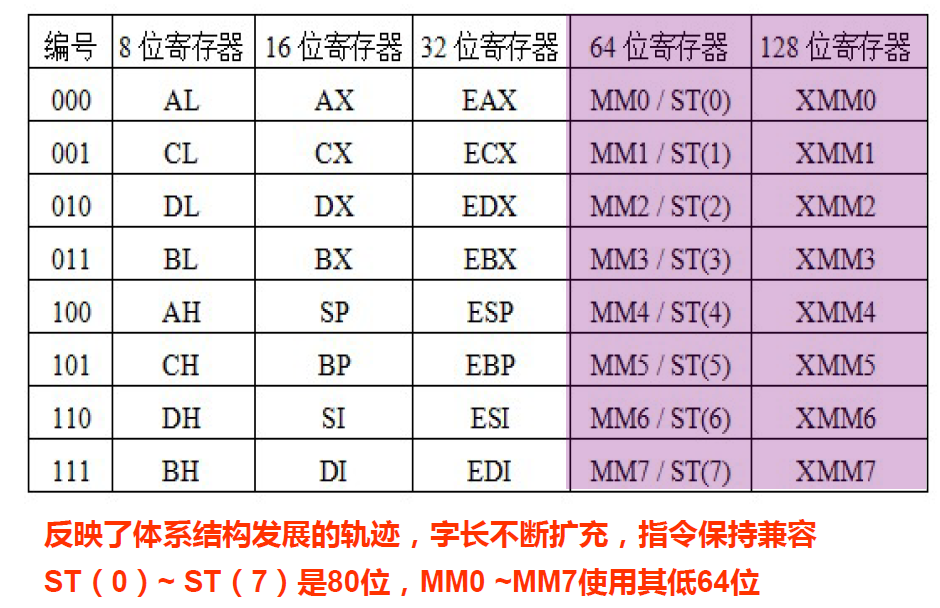 编号 8 位寄存器 16 位寄存器 32 位寄存器 64 位寄存器 128 位寄存器
000 AL AX EAX MM0 / ST(0) XMM0
001 CL CX ECX MM1 / ST(1) XMM1
010 DL DX EDX MM2 / ST(2) XMM2
011 BL BX EBX MM3 / ST(3) XMM3
100 AH SP ESP MM4 / ST(4) XMM4
101 CH BP EBP MM5 / ST(5) XMM5
110 DH SI ESI MM6 / ST(6) XMM6
111 BH DI EDI MM7 / ST(7) XMM7
反映了体系结构发展的轨迹，字长不断扩充，指令保持兼容
ST（0）~ ST（7）是80位，MM0 ~MM7使用其低64位